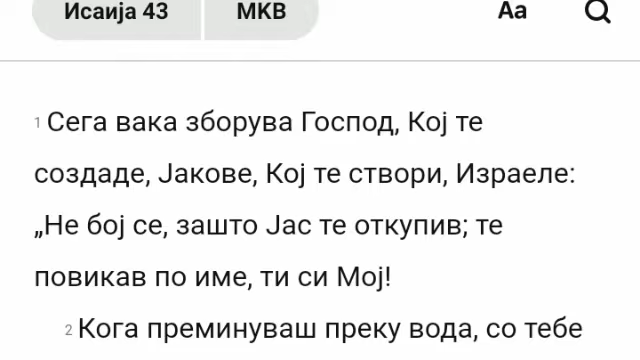 Исаија 43 МКВ Аа
1 Сега вака зборува Господ, Кој те
создаде, Јакове, Кој те створи, Израеле:
„Не бој се, зашто Јас те откупив; те
повикав по име, ти си Мој!
2 Кога преминуваш преку вода, со тебе